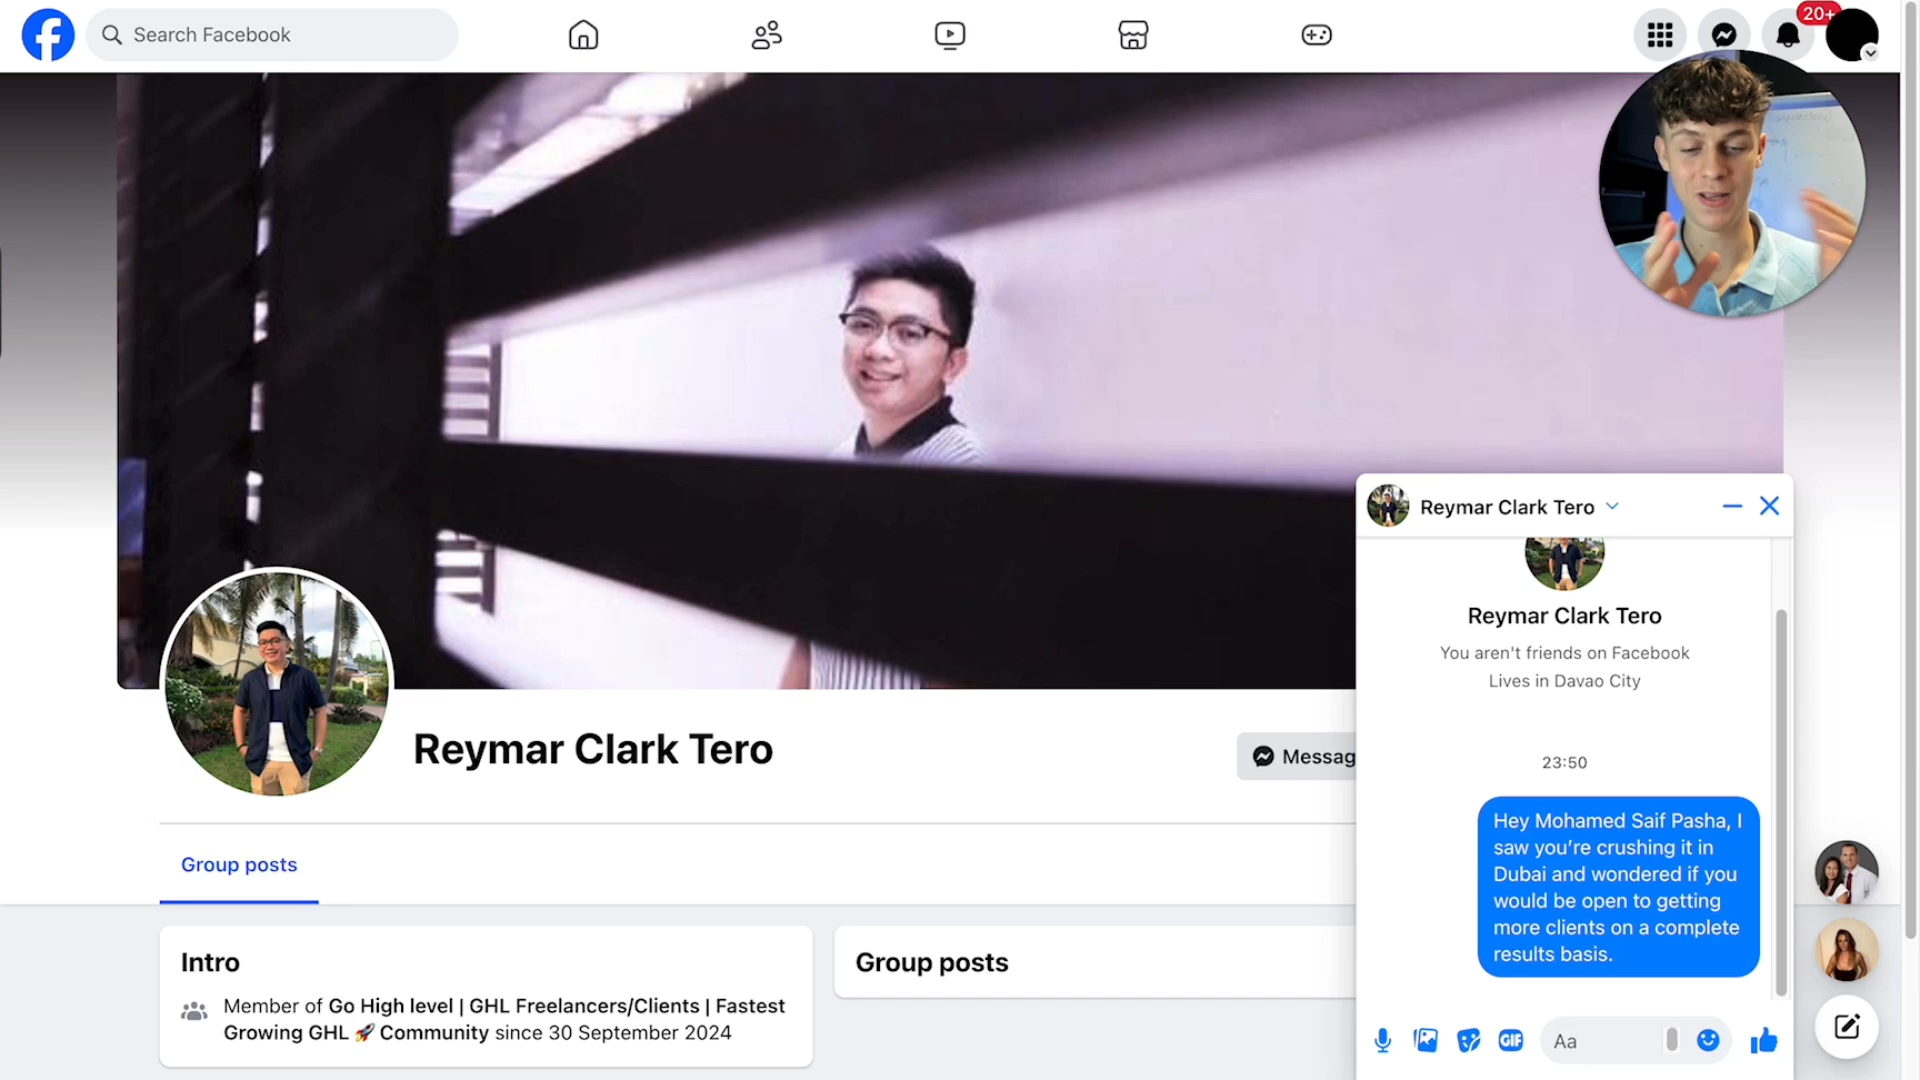 Search Facebook
20+
Reymar Clark Tero
Messag
Group posts
Intro
Member of Go High level | GHL Freelancers/Clients | Fastest
Growing GHL 🚀 Community since 30 September 2024
Group posts
Reymar Clark Tero
Reymar Clark Tero
You aren't friends on Facebook
Lives in Davao City
23:50
Hey Mohamed Saif Pasha, I
saw you're crushing it in
Dubai and wondered if you
would be open to getting
more clients on a complete
results basis.
GIF
Aa